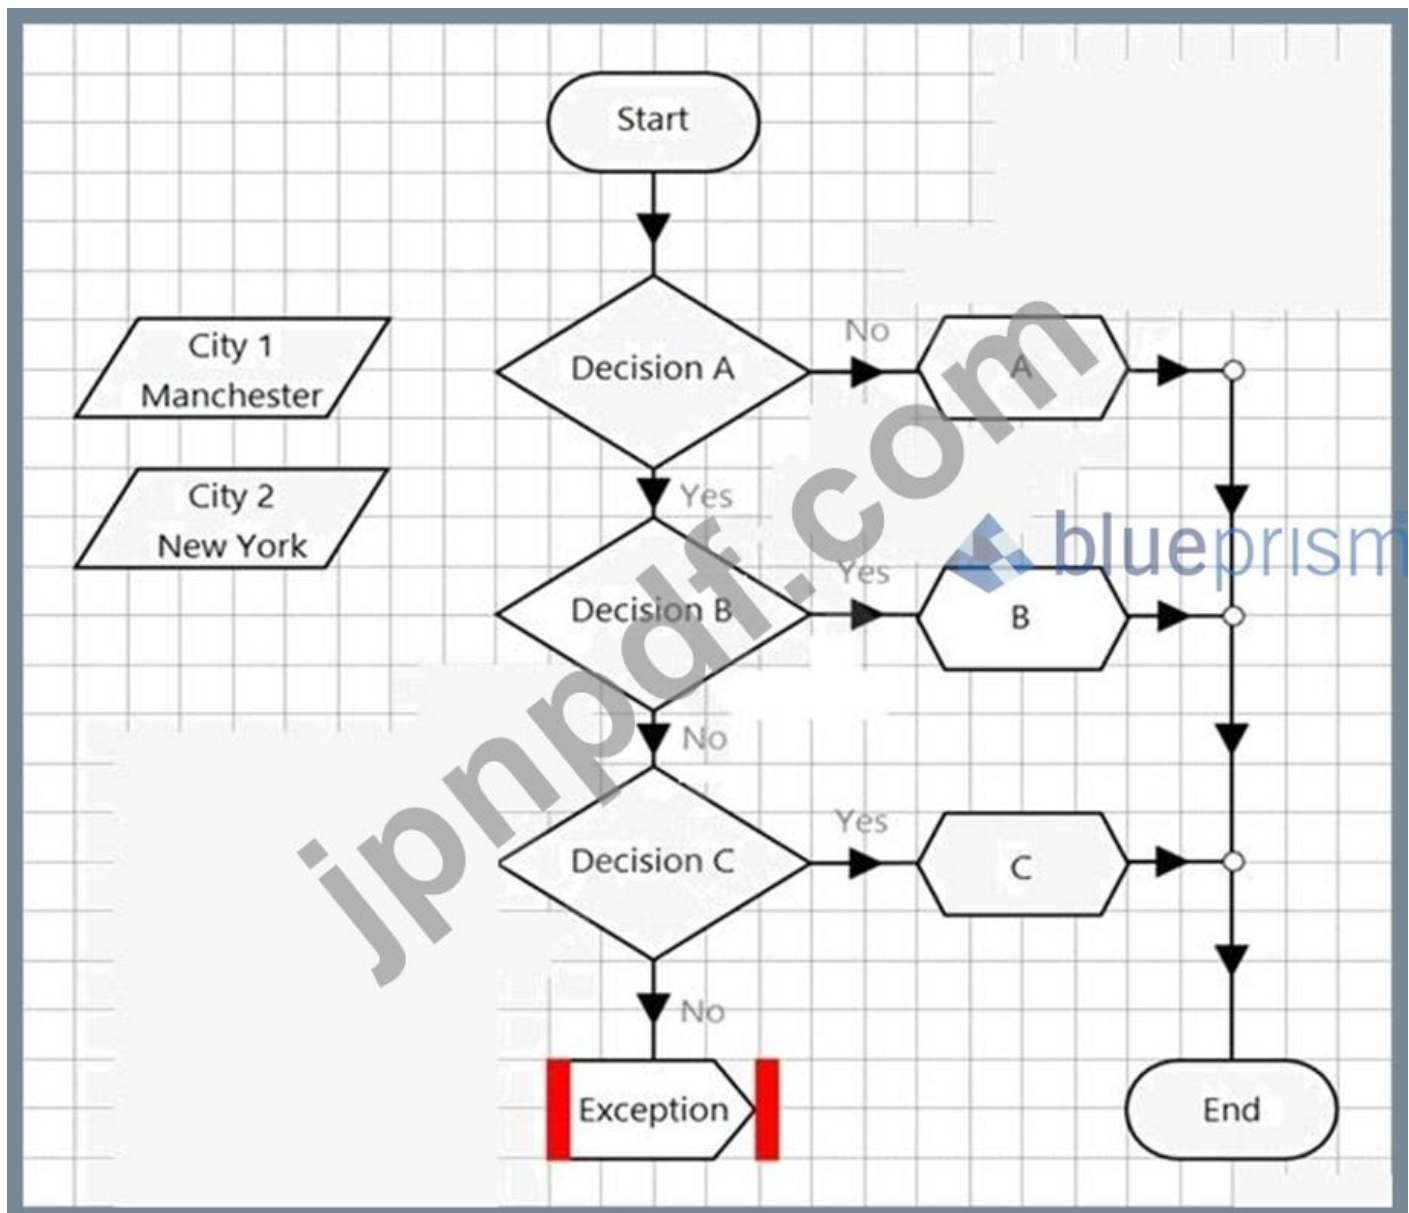 Start
City 1
Manchester
Decision A
No
A
Yes
City 2
New York
Decision B
Yes
B
blueprism
No
Decision C
Yes
C
No
Exception
End
jpnpdf.com